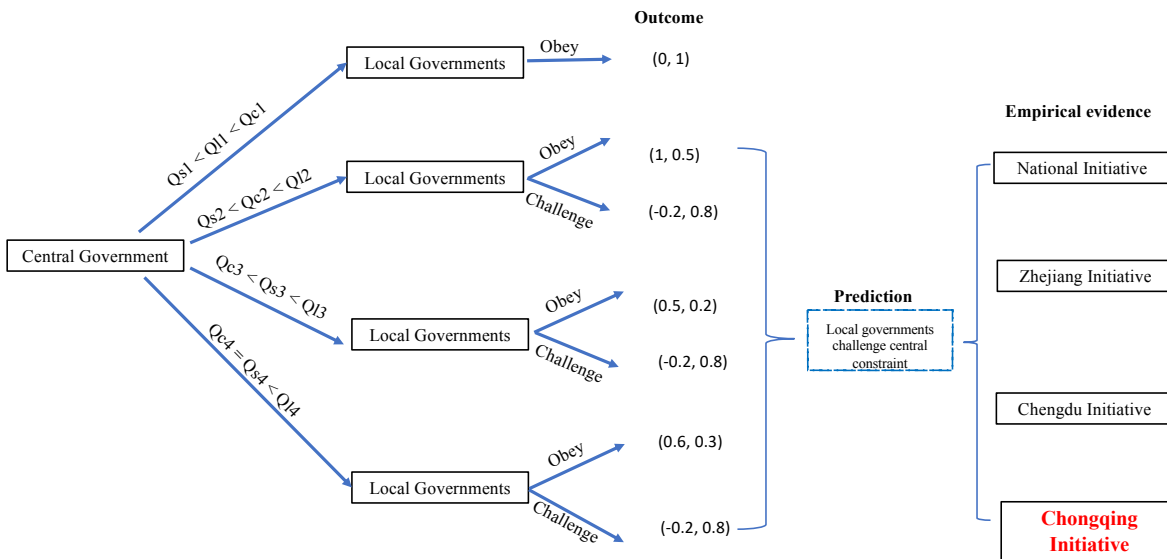 Outcome
Local Governments
Obey
(0, 1)
Qs1 < Ql1 < Qc1
Empirical evidence
Local Governments
Obey
(1, 0.5)
Challenge
(-0.2, 0.8)
Qs2 < Qc2 < Ql2
National Initiative
Central Government
Qc3 < Qs3 < Ql3
Local Governments
Obey
(0.5, 0.2)
Challenge
(-0.2, 0.8)
Prediction
Local governments
challenge central
constraint
Zhejiang Initiative
Qc4 = Qs4 < Ql4
Chengdu Initiative
Local Governments
Obey
(0.6, 0.3)
Challenge
(-0.2, 0.8)
Chongqing
Initiative